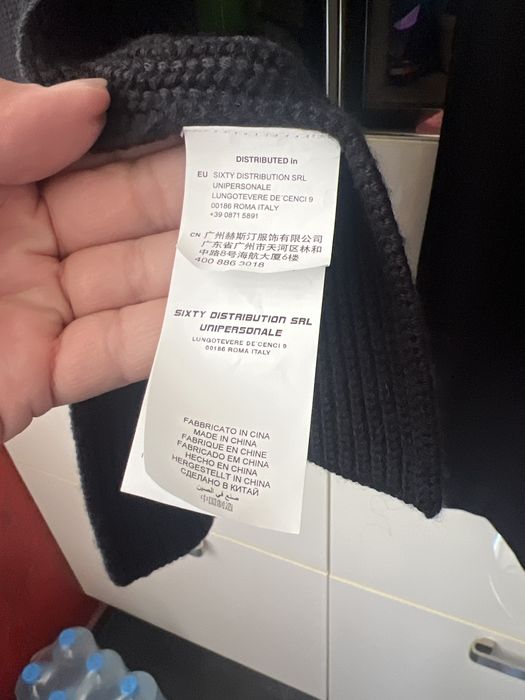 DISTRIBUTED in
EU SIXTY DISTRIBUTION SRL
UNIPERSONALE
LUNGOTEVERE DE'CENCI 9
00186 ROMA ITALY
+39 0871 5891
CN 广州赫斯汀服饰有限公司
广东省广州市天河区林和
中路8号海航大厦6楼
400 886 3018
SIXTY DISTRIBUTION SRL
UNIPERSONALE
LUNGOTEVERE DE'CENCI 9
00186 ROMA ITALY
FABBRICATO IN CINA
MADE IN CHINA
FABRIQUE EN CHINE
FABRICADO EM CHINA
HECHO EN CHINA
HERGESTELLT IN CHINA
СДЕЛАНО В КИТАЙ
صنع في الصين
中国制造